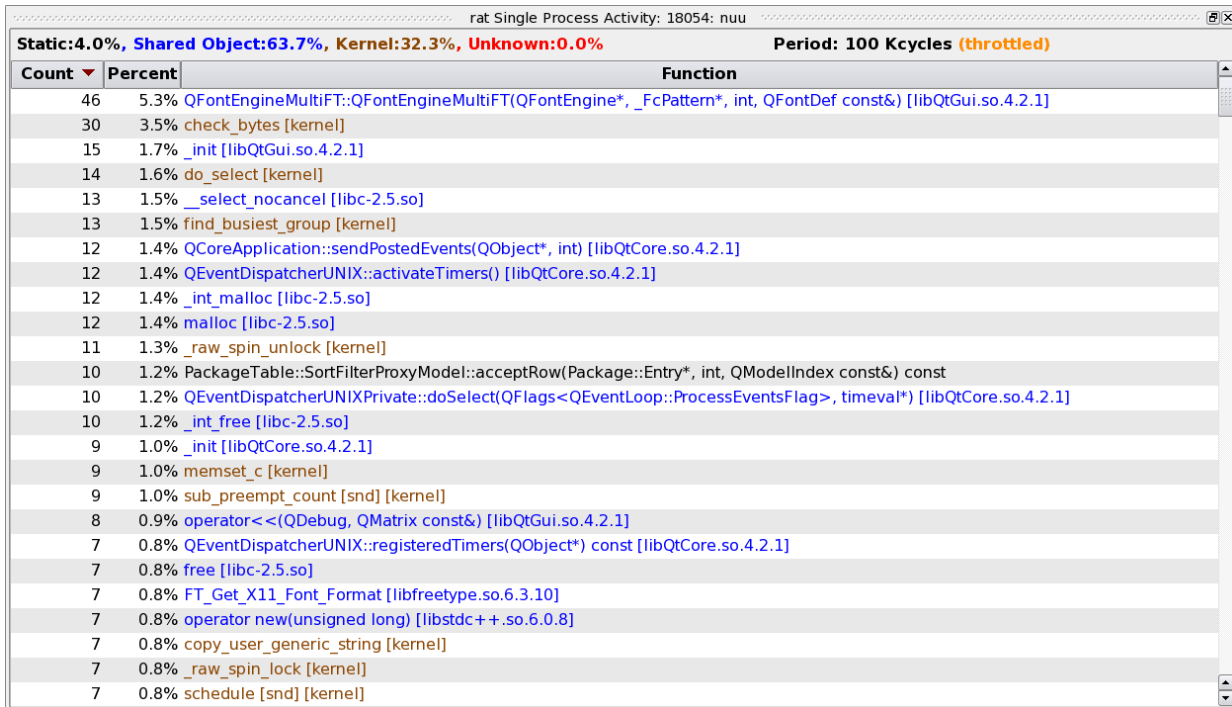 rat Single Process Activity: 18054: nuu
Static:4.0%, Shared Object:63.7%, Kernel:32.3%, Unknown:0.0% Period: 100 Kcycles (throttled)
Count Percent Function
46 5.3% QFontEngineMultiFT::QFontEngineMultiFT(QFontEngine*, _FcPattern*, int, QFontDef const&) [libQtGui.so.4.2.1]
30 3.5% check_bytes [kernel]
15 1.7% _init [libQtGui.so.4.2.1]
14 1.6% do_select [kernel]
13 1.5% __select_nocancel [libc-2.5.so]
13 1.5% find_busiest_group [kernel]
12 1.4% QCoreApplication::sendPostedEvents(QObject*, int) [libQtCore.so.4.2.1]
12 1.4% QEventDispatcherUNIX::activateTimers() [libQtCore.so.4.2.1]
12 1.4% _int_malloc [libc-2.5.so]
12 1.4% malloc [libc-2.5.so]
11 1.3% _raw_spin_unlock [kernel]
10 1.2% PackageTable::SortFilterProxyModel::acceptRow(Package::Entry*, int, QModelIndex const&) const
10 1.2% QEventDispatcherUNIXPrivate::doSelect(QFlags<QEventLoop::ProcessEventsFlag>, timeval*) [libQtCore.so.4.2.1]
10 1.2% _int_free [libc-2.5.so]
9 1.0% _init [libQtCore.so.4.2.1]
9 1.0% memset_c [kernel]
9 1.0% sub_preempt_count [snd] [kernel]
8 0.9% operator<<(QDebug, QMatrix const&) [libQtGui.so.4.2.1]
7 0.8% QEventDispatcherUNIX::registeredTimers(QObject*) const [libQtCore.so.4.2.1]
7 0.8% free [libc-2.5.so]
7 0.8% FT_Get_X11_Font_Format [libfreetype.so.6.3.10]
7 0.8% operator new(unsigned long) [libstdc++.so.6.0.8]
7 0.8% copy_user_generic_string [kernel]
7 0.8% _raw_spin_lock [kernel]
7 0.8% schedule [snd] [kernel]